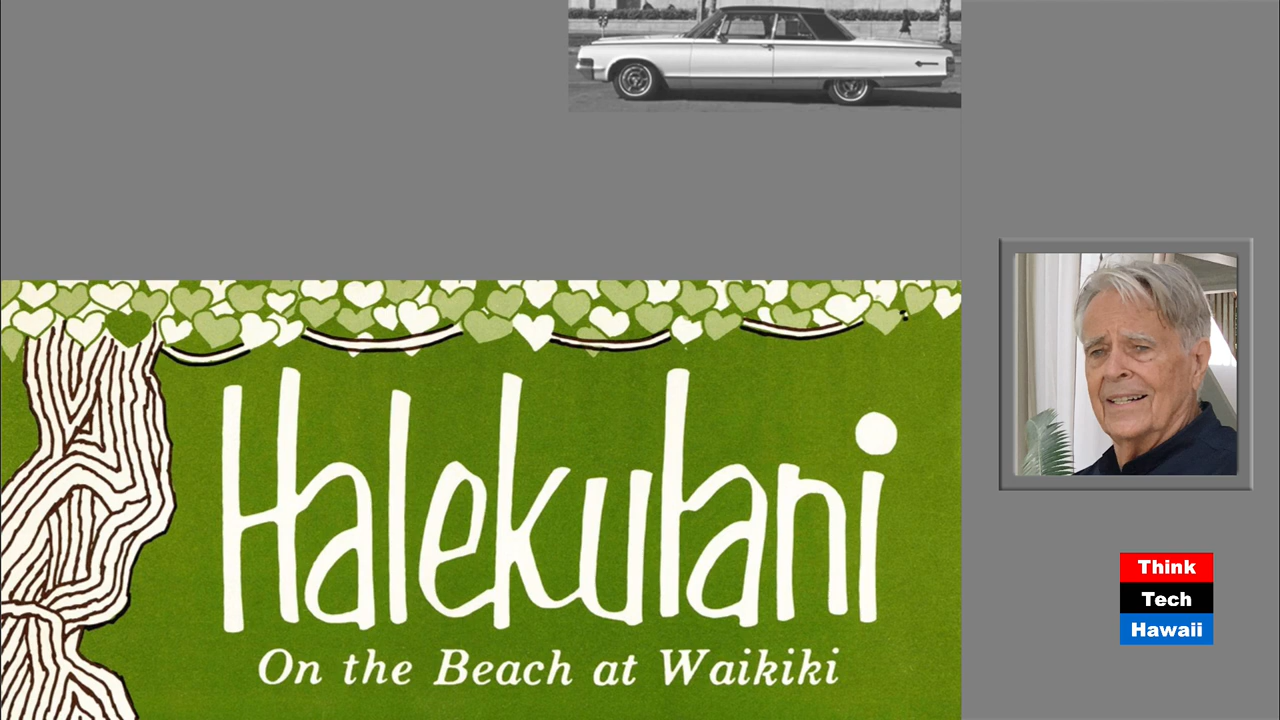 Halekulani
On the Beach at Waikiki
Think
Tech
Hawaii